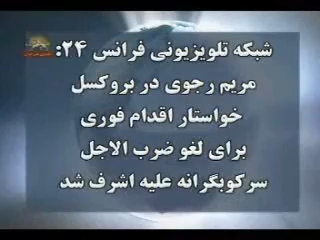 شبکه تلویزیونی فرانس ۲۴:
مریم رجوی در بروکسل
خواستار اقدام فوری
برای لغو ضرب الاجل
سرکوبگرانه علیه اشرف شد